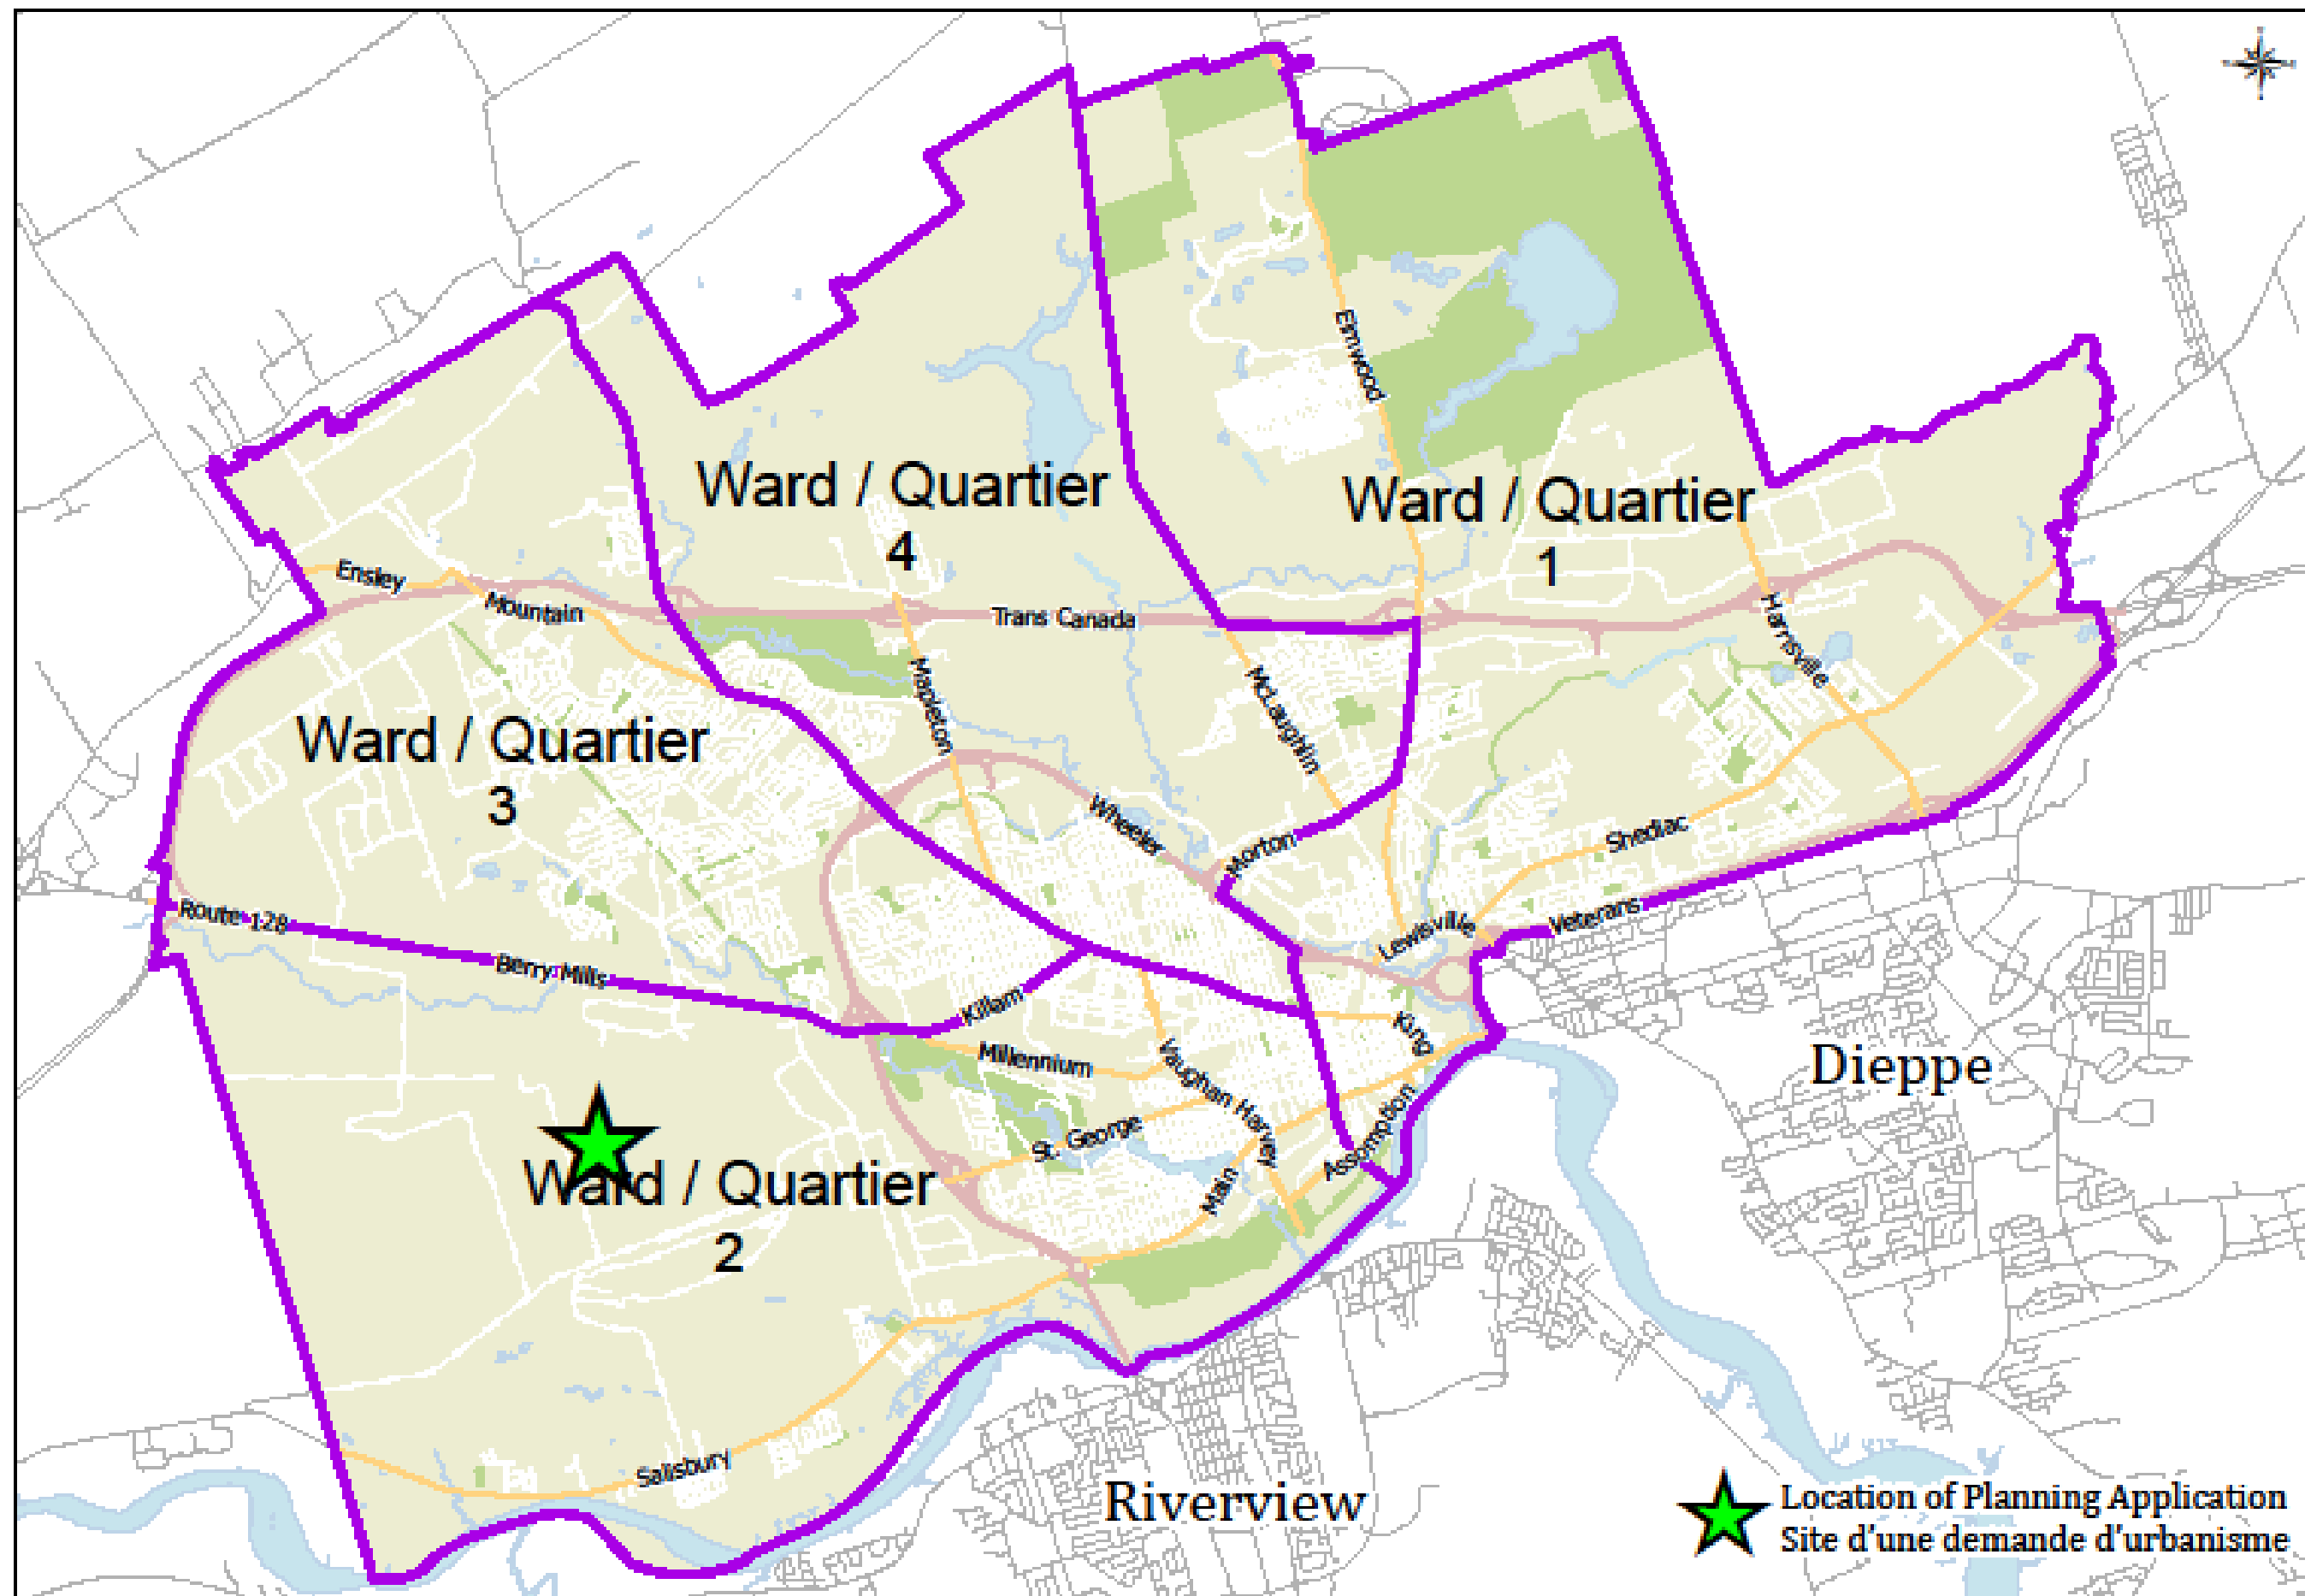 Elmwood
Ward / Quartier
4
Ward / Quartier
1
Ensley
Mountain
Trans Canada
Harrisville
Mapleton
McLaughlin
Ward / Quartier
3
Wheeler
Morton
Shediac
Route 128
Lewisville
Veterans
Berry Mills
Killam
King
Millennium
Vaughan Harvey
Dieppe
St. George
Assomption
Main
Ward / Quartier
2
Salisbury
Riverview
Location of Planning Application
Site d'une demande d'urbanisme